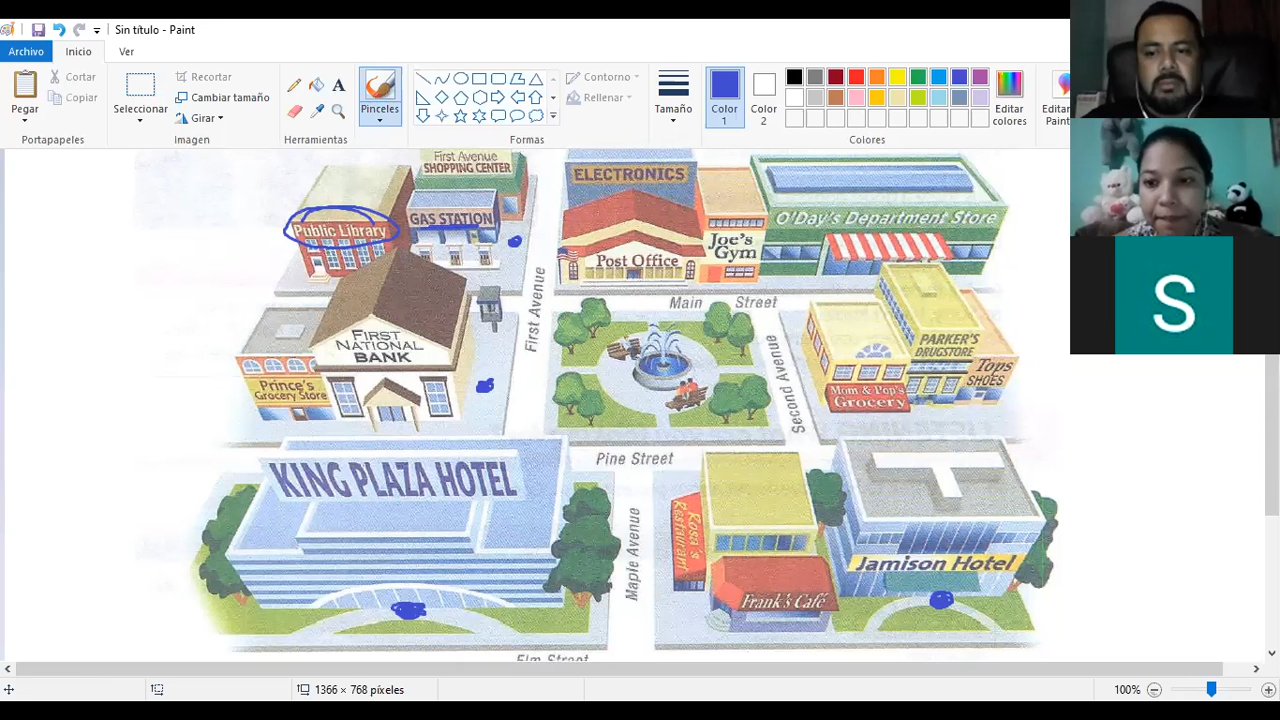 Sin título - Paint
Archivo
Inicio
Ver
Pegar
Cortar
Copiar
Portapapeles
Seleccionar
Recortar
Cambiar tamaño
Girar
Imagen
A
Herramientas
Pinceles
Contorno
Rellenar
Formas
Tamaño
Color
1
Color
2
Editar
colores
Editar
Paint
Colores
First Avenue
SHOPPING CENTER
GAS STATION
Public Library
ELECTRONICS
Post Office
Joe's
Gym
O'Day's Department Store
Main Street
First Avenue
FIRST
NATIONAL
BANK
Prince's
Grocery Store
Second Avenue
PARKER'S
DRUGSTORE
Tops
SHOES
Mom & Pop's
Grocery
Pine Street
KING PLAZA HOTEL
Maple Avenue
Rosa's
Restaurant
Frank's Café
Jamison Hotel
Elm Street
S
1366 × 768 píxeles
100%